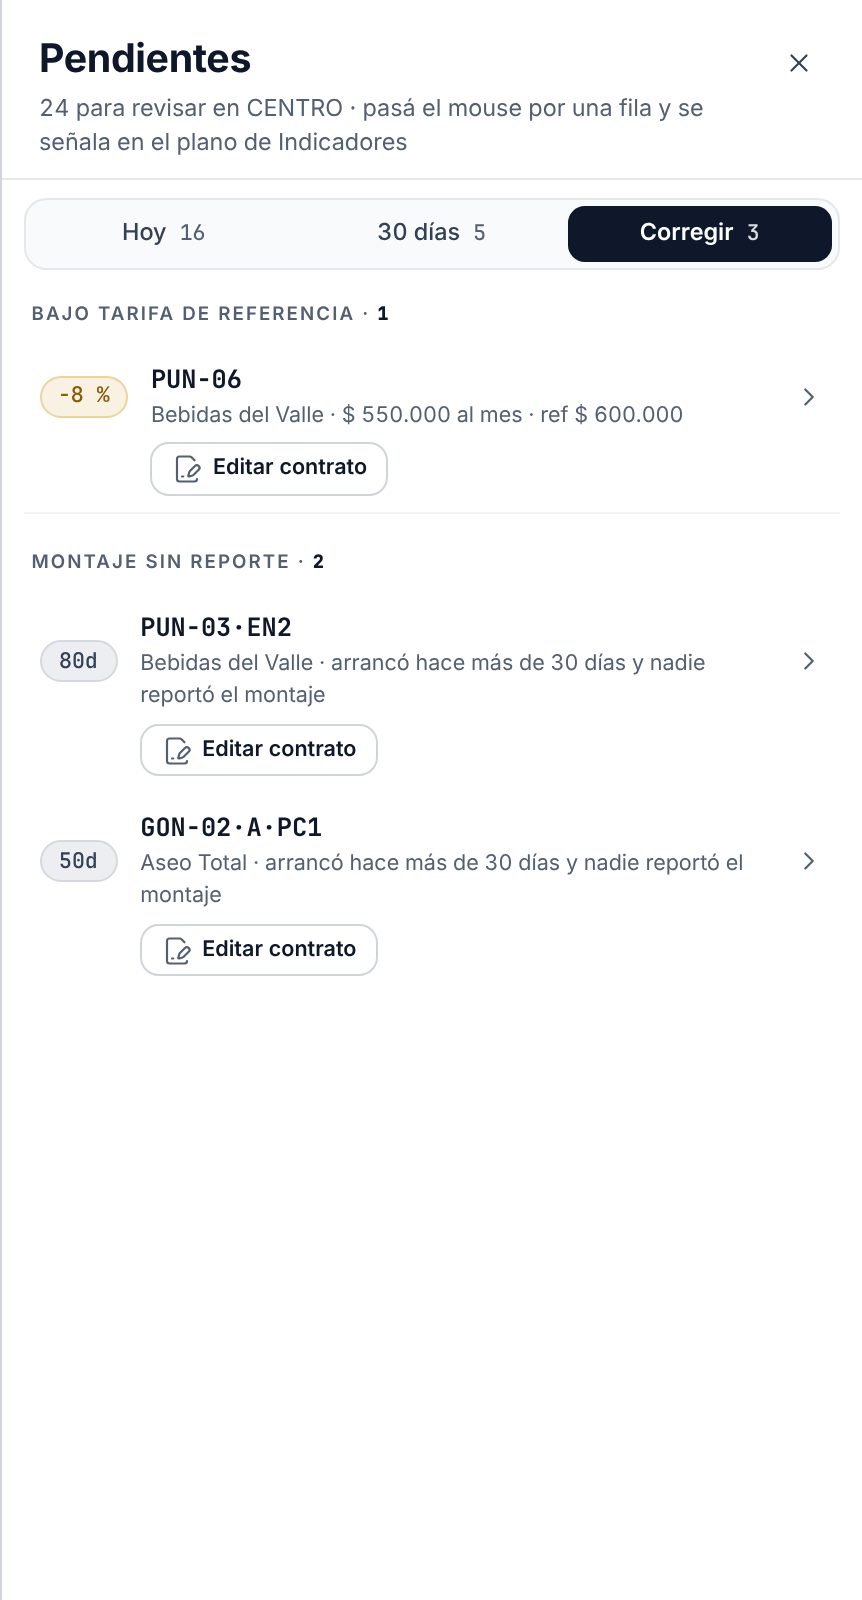 Pendientes
24 para revisar en CENTRO · pasá el mouse por una fila y se
señala en el plano de Indicadores
Hoy 16 30 días 5 Corregir 3
BAJO TARIFA DE REFERENCIA · 1
-8 %
PUN-06
Bebidas del Valle · $ 550.000 al mes · ref $ 600.000
Editar contrato
MONTAJE SIN REPORTE · 2
80d
PUN-03·EN2
Bebidas del Valle · arrancó hace más de 30 días y nadie
reportó el montaje
Editar contrato
50d
GON-02·A·PC1
Aseo Total · arrancó hace más de 30 días y nadie reportó el
montaje
Editar contrato